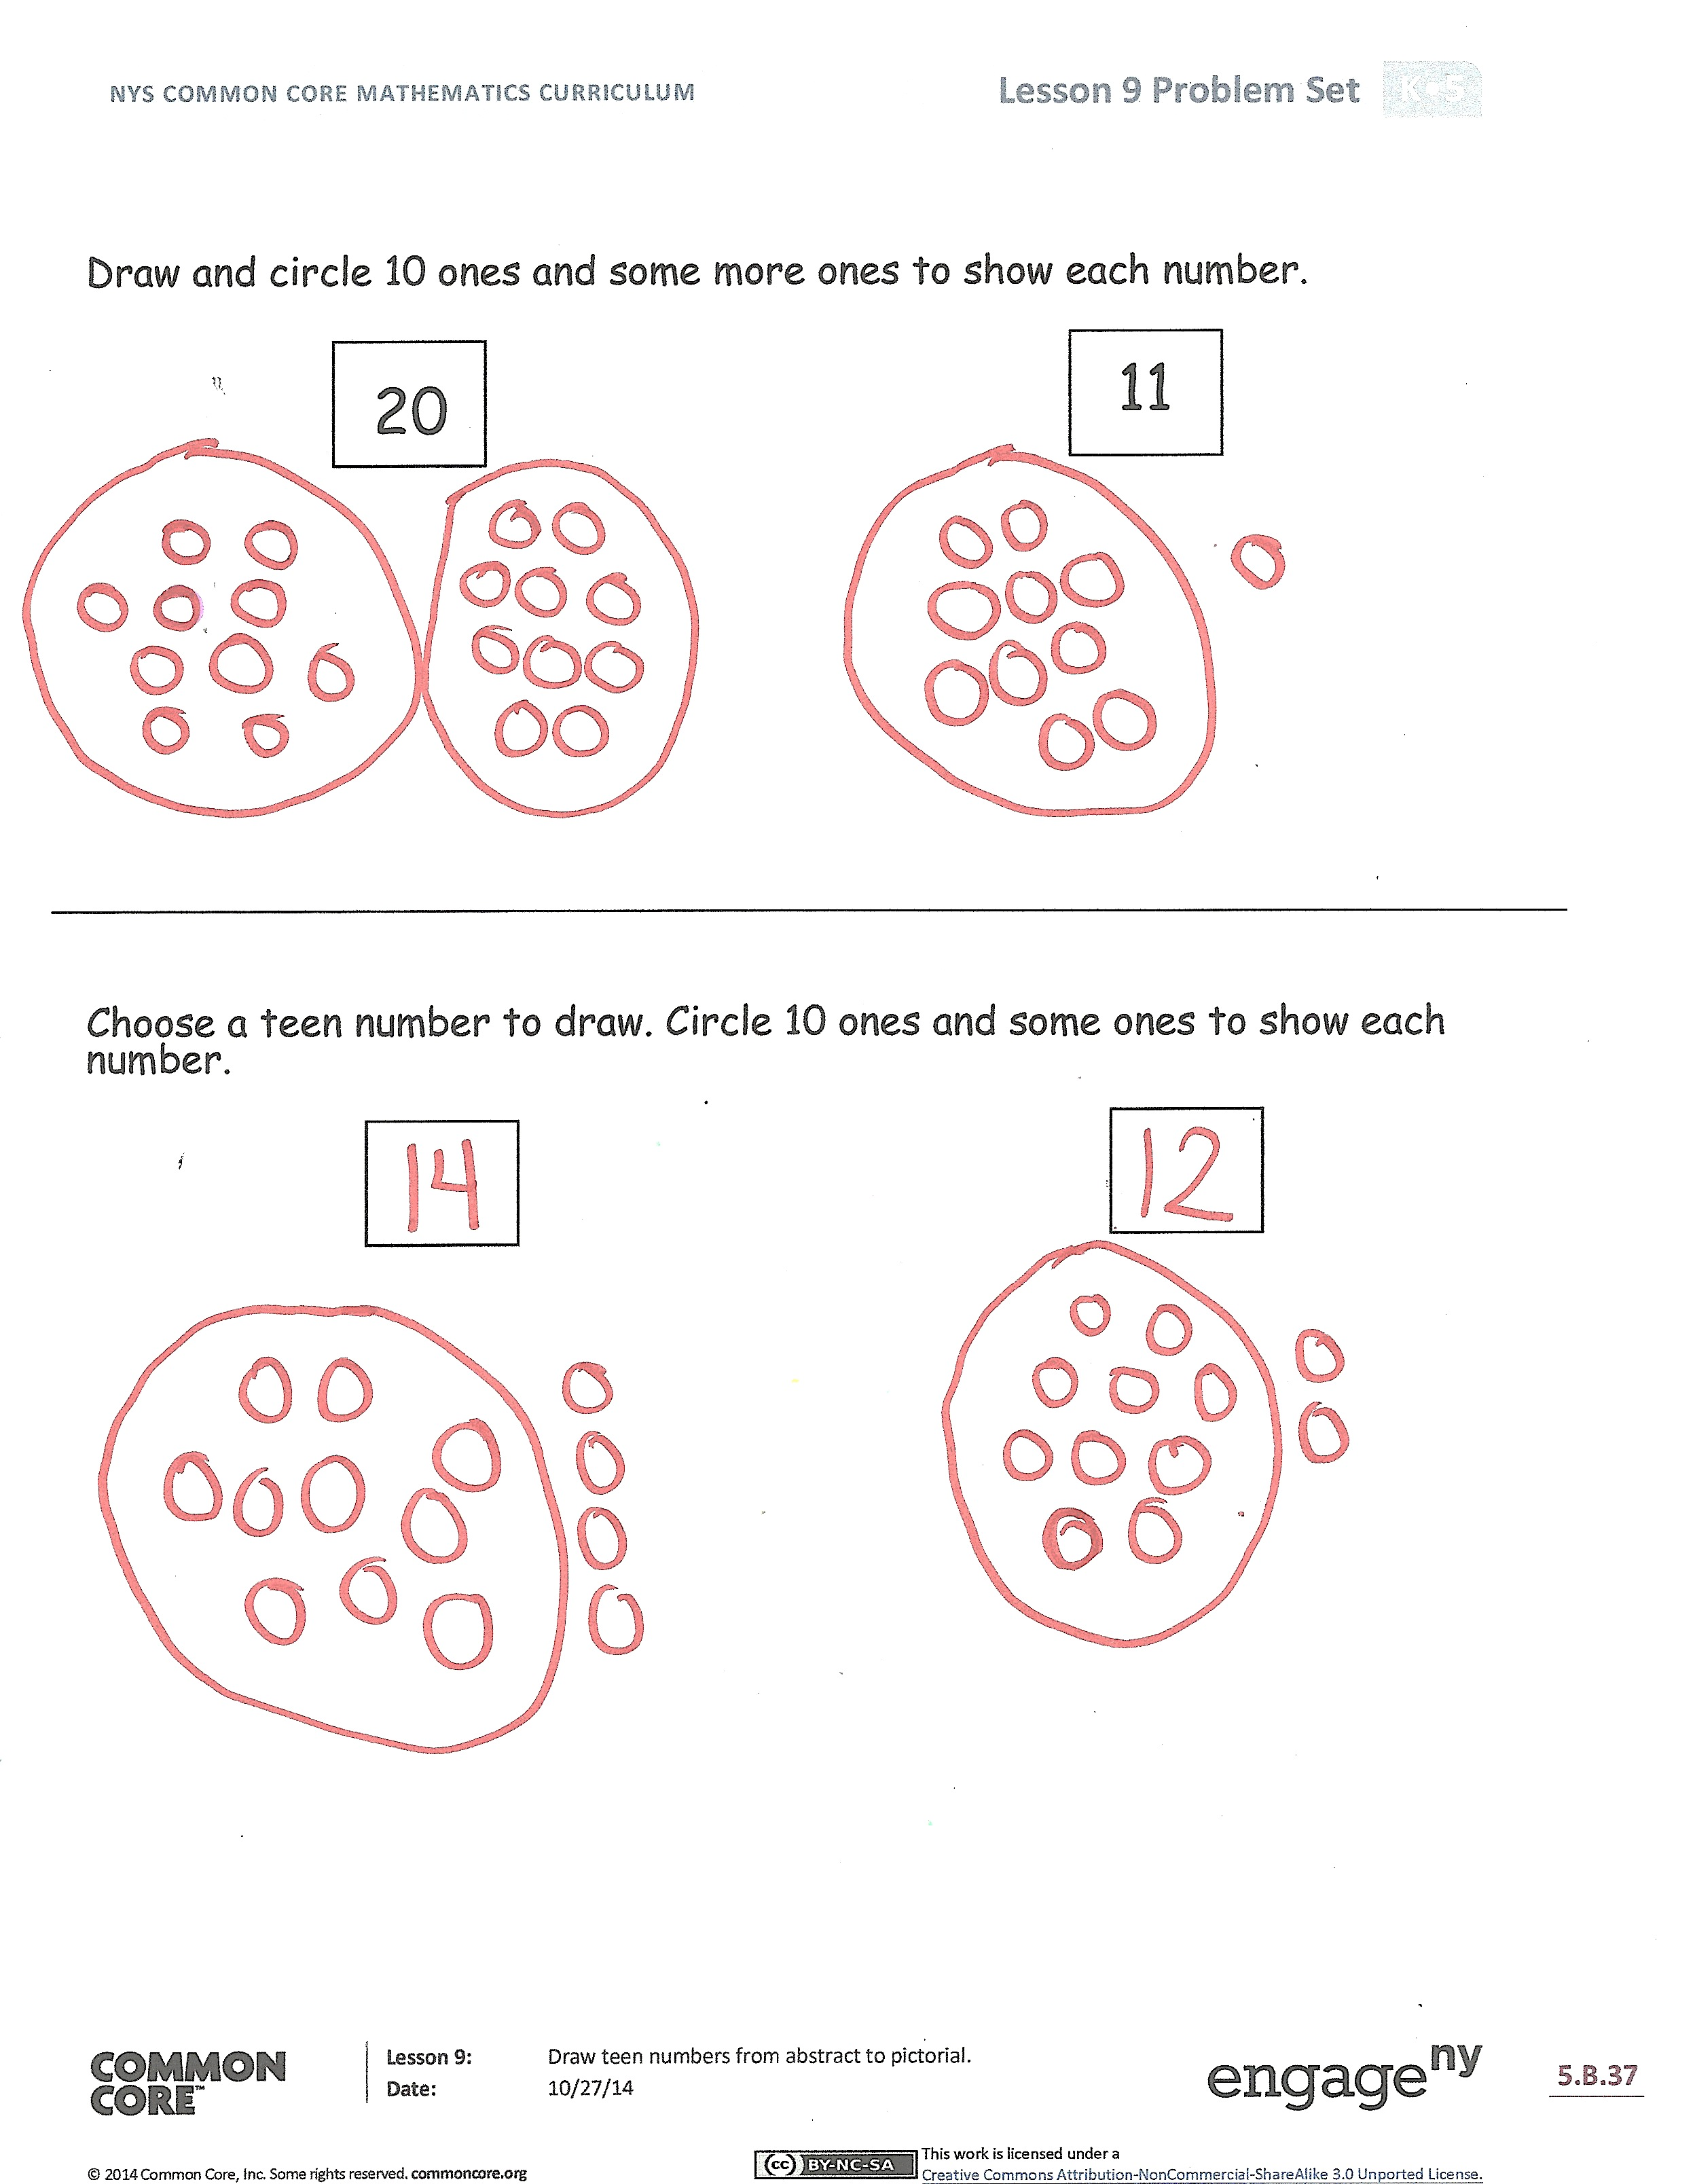 NYS COMMON CORE MATHEMATICS CURRICULUM
Lesson 9 Problem Set
K•5
Draw and circle 10 ones and some more ones to show each number.
20
11
Choose a teen number to draw. Circle 10 ones and some ones to show each
number.
14
12
COMMON
CORE™
Lesson 9: Draw teen numbers from abstract to pictorial.
Date: 10/27/14
engageny
5.B.37
© 2014 Common Core, Inc. Some rights reserved. commoncore.org
(cc) BY-NC-SA
This work is licensed under a
Creative Commons Attribution-NonCommercial-ShareAlike 3.0 Unported License.